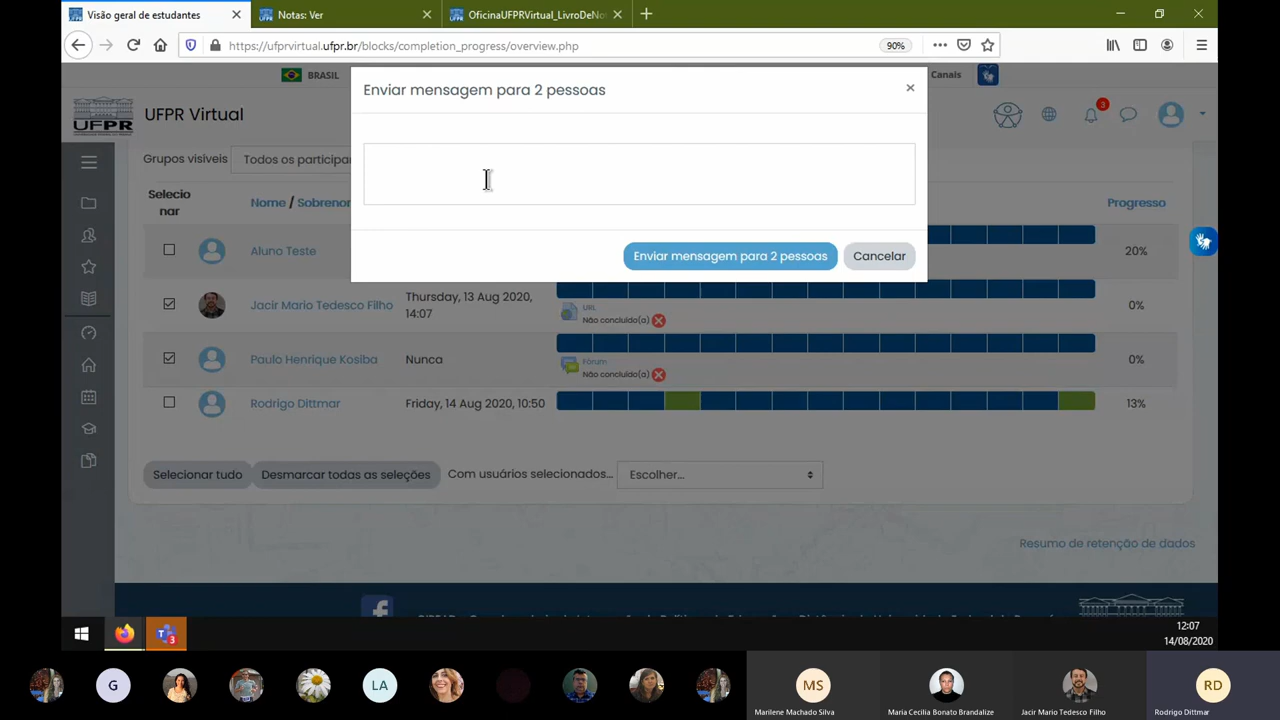 Visão geral de estudantes
Notas: Ver
OficinaUFPRVirtual_LivroDeNo
https://ufprvirtual.ufpr.br/blocks/completion_progress/overview.php
90%
BRASIL
Canais
Enviar mensagem para 2 pessoas
UFPR
UFPR Virtual
3
Grupos visíveis
Todos os participa
Selecio
nar
Nome / Sobrenor
Progresso
Enviar mensagem para 2 pessoas
Cancelar
Aluno Teste
20%
Jacir Mario Tedesco Filho
Thursday, 13 Aug 2020,
14:07
URL
Não concluído(a)
0%
Paulo Henrique Kosiba
Nunca
Fórum
Não concluído(a)
0%
Rodrigo Dittmar
Friday, 14 Aug 2020, 10:50
13%
Selecionar tudo
Desmarcar todas as seleções
Com usuários selecionados...
Escolher...
Resumo de retenção de dados
3
12:07
14/08/2020
G
LA
MS
RD
Marilene Machado Silva
Maria Cecilia Bonato Brandalize
Jacir Mario Tedesco Filho
Rodrigo Dittmar